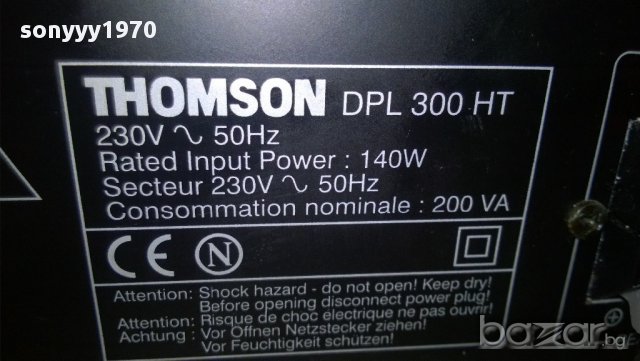 sonyyy1970
THOMSON DPL 300 HT
230V ∿ 50Hz
Rated Input Power : 140W
Secteur 230V ∿ 50Hz
Consommation nominale : 200 VA
CE N
Attention: Shock hazard - do not open! Keep dry!
Before opening disconnect power plug!
Attention: Risque de choc electrique ne pas ouvrir!
Achtung : Vor Öffnen Netzstecker ziehen!
Vor Feuchtigkeit schützen!
bazar.bg